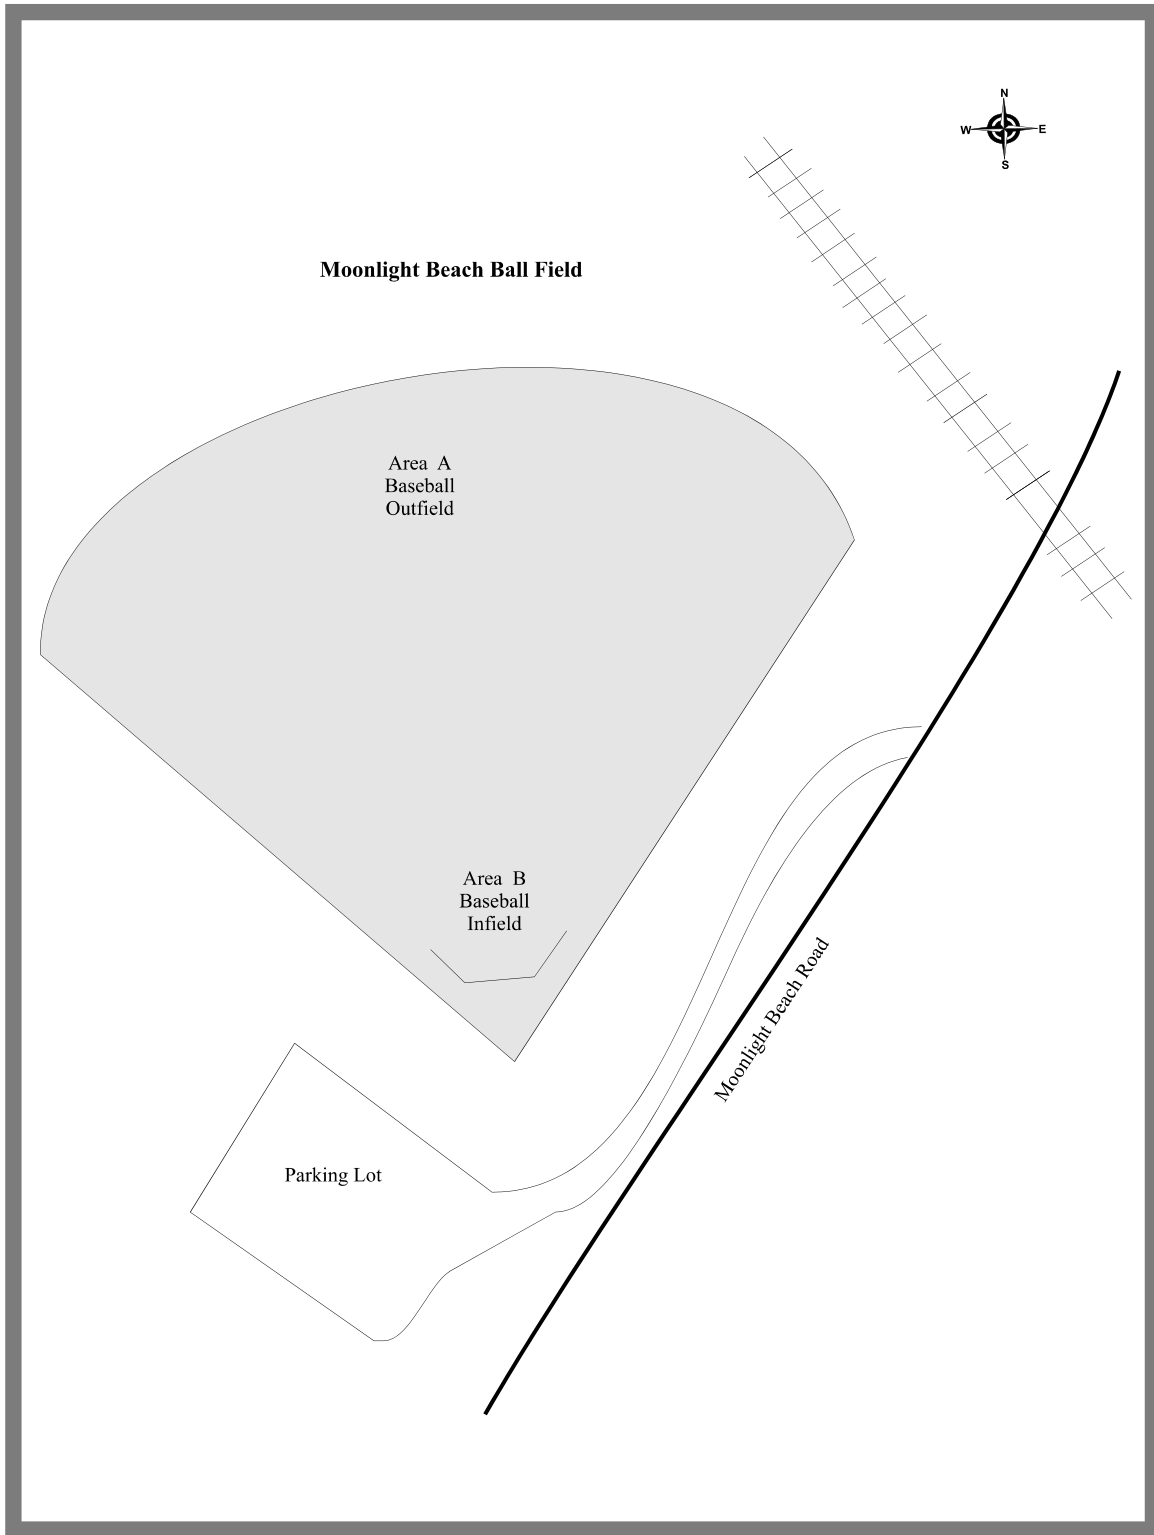 N
W E
S
Moonlight Beach Ball Field
Area A
Baseball
Outfield
Area B
Baseball
Infield
Moonlight Beach Road
Parking Lot